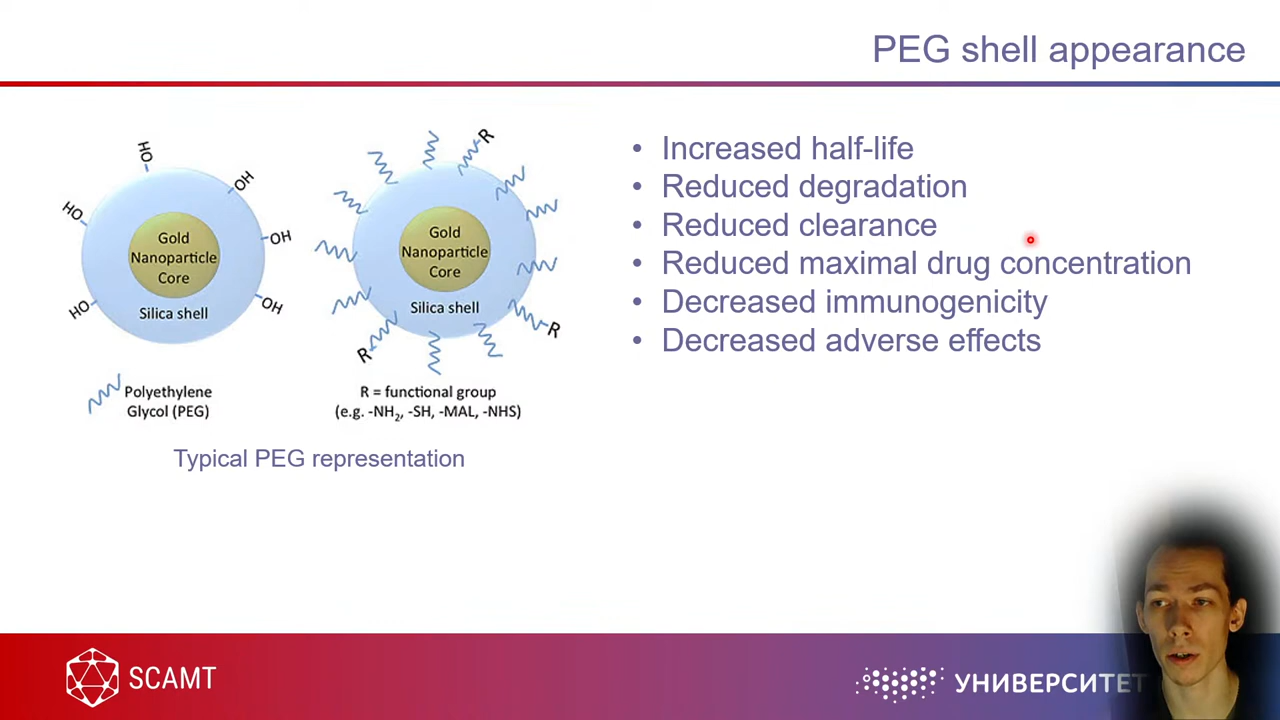 PEG shell appearance
HO
OH
HO
OH
HO
OH
Gold
Nanoparticle
Core
Silica shell
R
R
R
Gold
Nanoparticle
Core
Silica shell
Polyethylene
Glycol (PEG)
R = functional group
(e.g. -NH₂, -SH, -MAL, -NHS)
Typical PEG representation
• Increased half-life
• Reduced degradation
• Reduced clearance
• Reduced maximal drug concentration
• Decreased immunogenicity
• Decreased adverse effects
SCAMT
УНИВЕРСИТЕТ